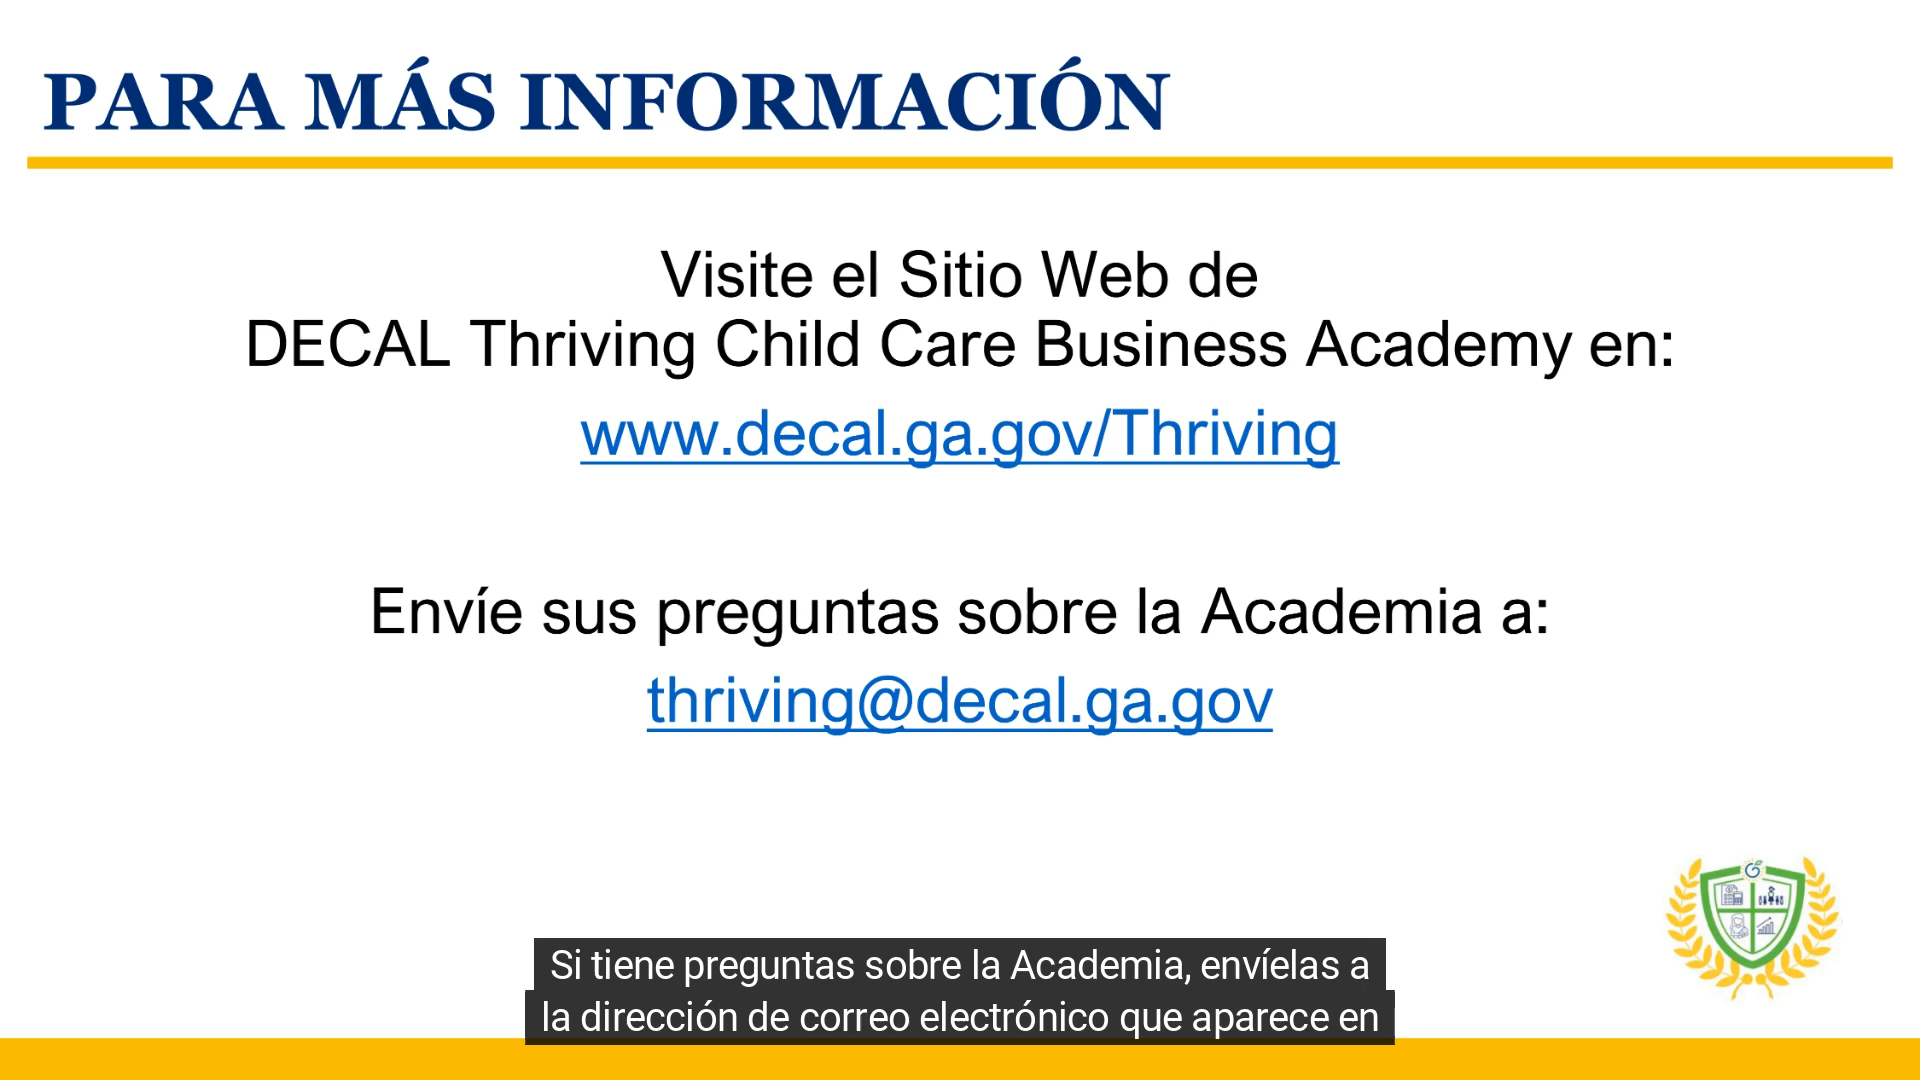 PARA MÁS INFORMACIÓN
Visite el Sitio Web de
DECAL Thriving Child Care Business Academy en:
www.decal.ga.gov/Thriving
Envíe sus preguntas sobre la Academia a:
thriving@decal.ga.gov
Si tiene preguntas sobre la Academia, envíelas a
la dirección de correo electrónico que aparece en